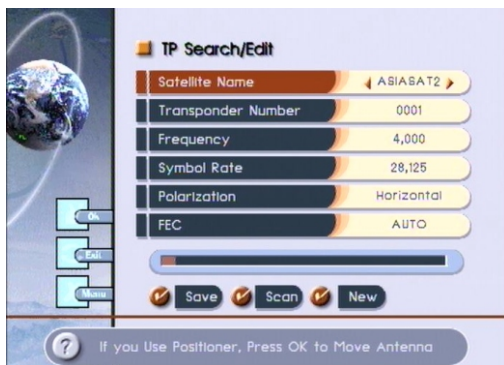 TP Search/Edit
Satellite Name ASIASAT2
Transponder Number 0001
Frequency 4,000
Symbol Rate 28,125
Polarization Horizontal
FEC AUTO
Ok
Exit
Menu
Save Scan New
? If you Use Positioner, Press OK to Move Antenna